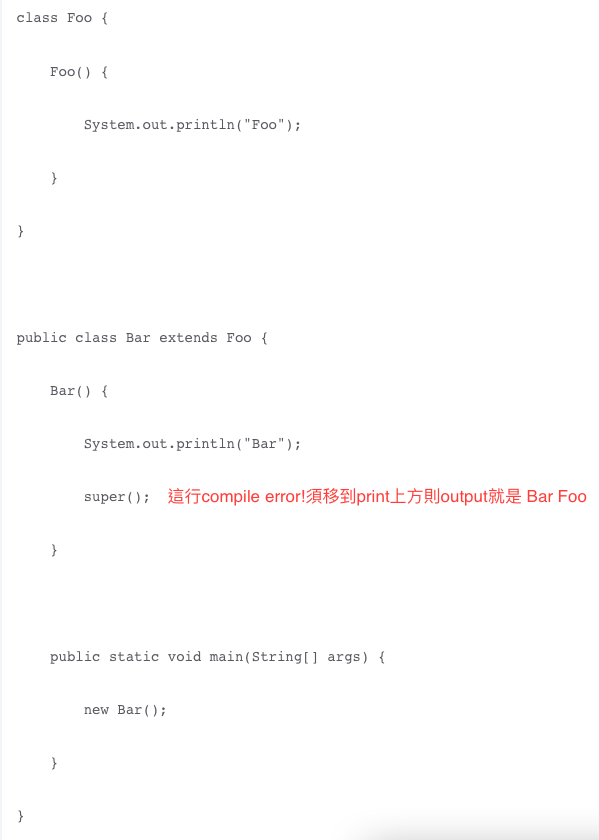 class Foo {
    Foo() {
        System.out.println("Foo");
    }
}
public class Bar extends Foo {
    Bar() {
        System.out.println("Bar");
        super(); 這行compile error!須移到print上方則output就是 Bar Foo
    }
    public static void main(String[] args) {
        new Bar();
    }
}